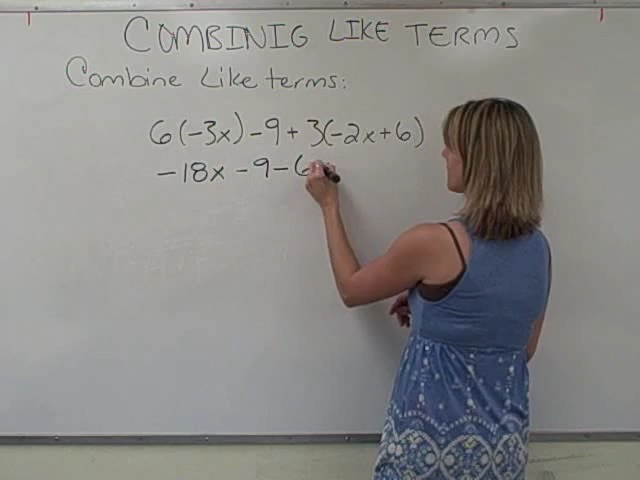 COMBINIG LIKE TERMS
Combine Like terms:
6(-3x)-9+3(-2x+6)
-18x-9-6